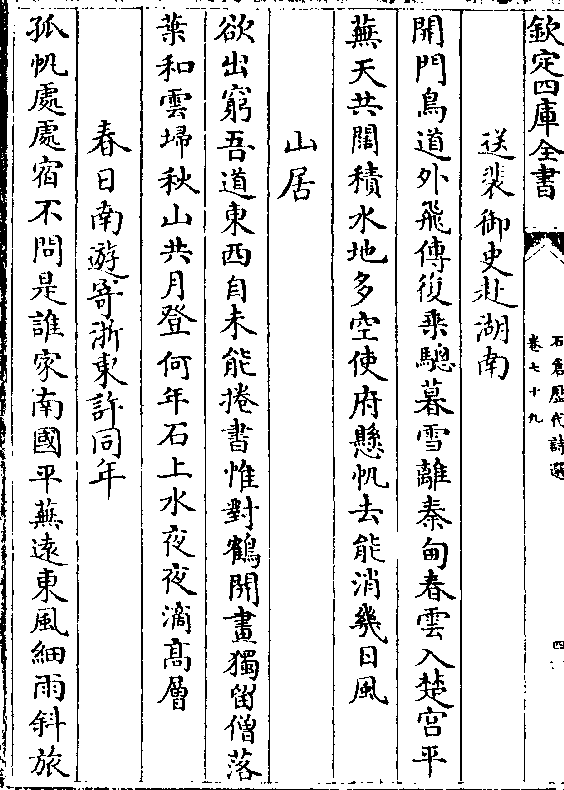 欽定四庫全書
石倉歷代詩選
卷七十九
四
送裴御史赴湖南
開門鳥道外飛傳復乘驄暮雪離秦甸春雲入楚宮平
蕪天共闊積水地多空使府懸帆去能消幾日風
山居
欲出窮吾道東西自未能捲書惟對鶴開畫獨留僧落
葉和雲埽秋山共月登何年石上水夜夜滴髙層
春日南遊寄浙東許同年
孤帆處處宿不問是誰家南國平蕪遠東風細雨斜旅